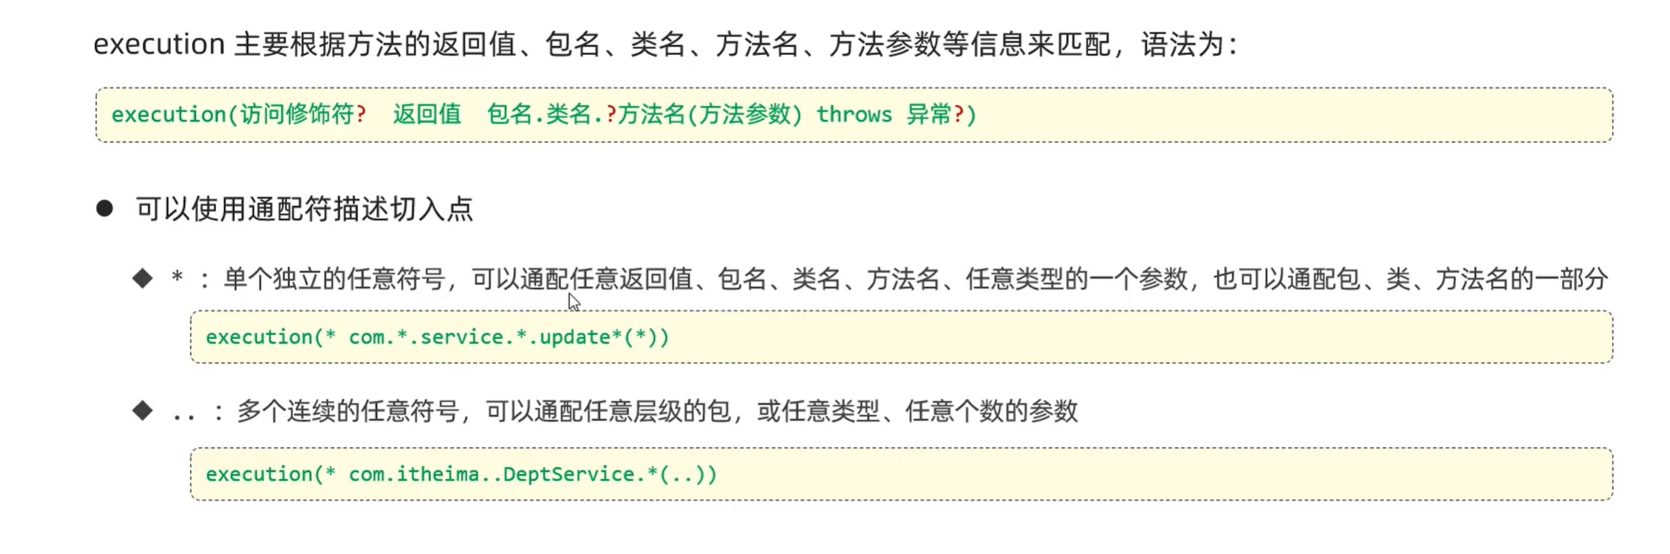 execution 主要根据方法的返回值、包名、类名、方法名、方法参数等信息来匹配，语法为：
execution(访问修饰符?  返回值  包名.类名.?方法名(方法参数) throws 异常?)
● 可以使用通配符描述切入点
◆ * ：单个独立的任意符号，可以通配任意返回值、包名、类名、方法名、任意类型的一个参数，也可以通配包、类、方法名的一部分
execution(* com.*.service.*.update*(*))
◆ .. ：多个连续的任意符号，可以通配任意层级的包，或任意类型、任意个数的参数
execution(* com.itheima..DeptService.*(..))